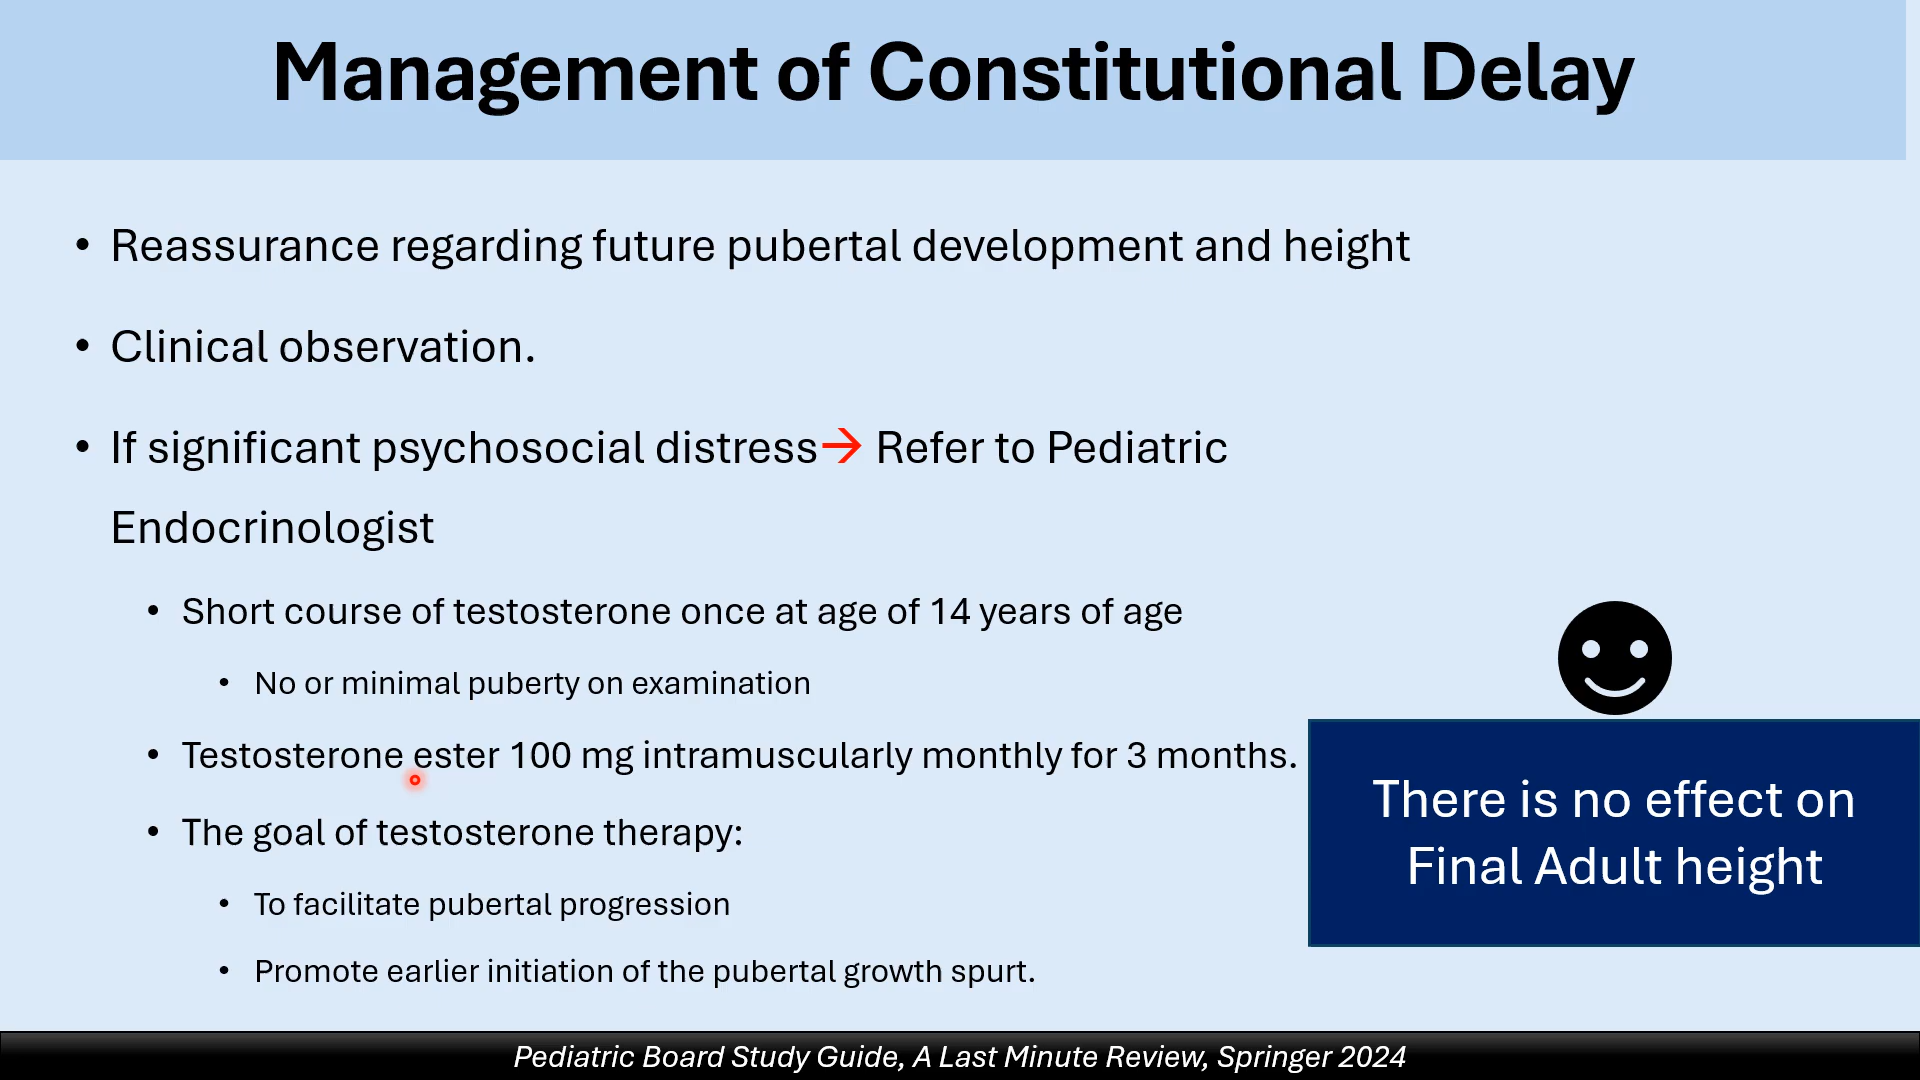 Management of Constitutional Delay
• Reassurance regarding future pubertal development and height
• Clinical observation.
• If significant psychosocial distress→ Refer to Pediatric
Endocrinologist
• Short course of testosterone once at age of 14 years of age
• No or minimal puberty on examination
• Testosterone ester 100 mg intramuscularly monthly for 3 months.
• The goal of testosterone therapy:
• To facilitate pubertal progression
• Promote earlier initiation of the pubertal growth spurt.
There is no effect on
Final Adult height
Pediatric Board Study Guide, A Last Minute Review, Springer 2024